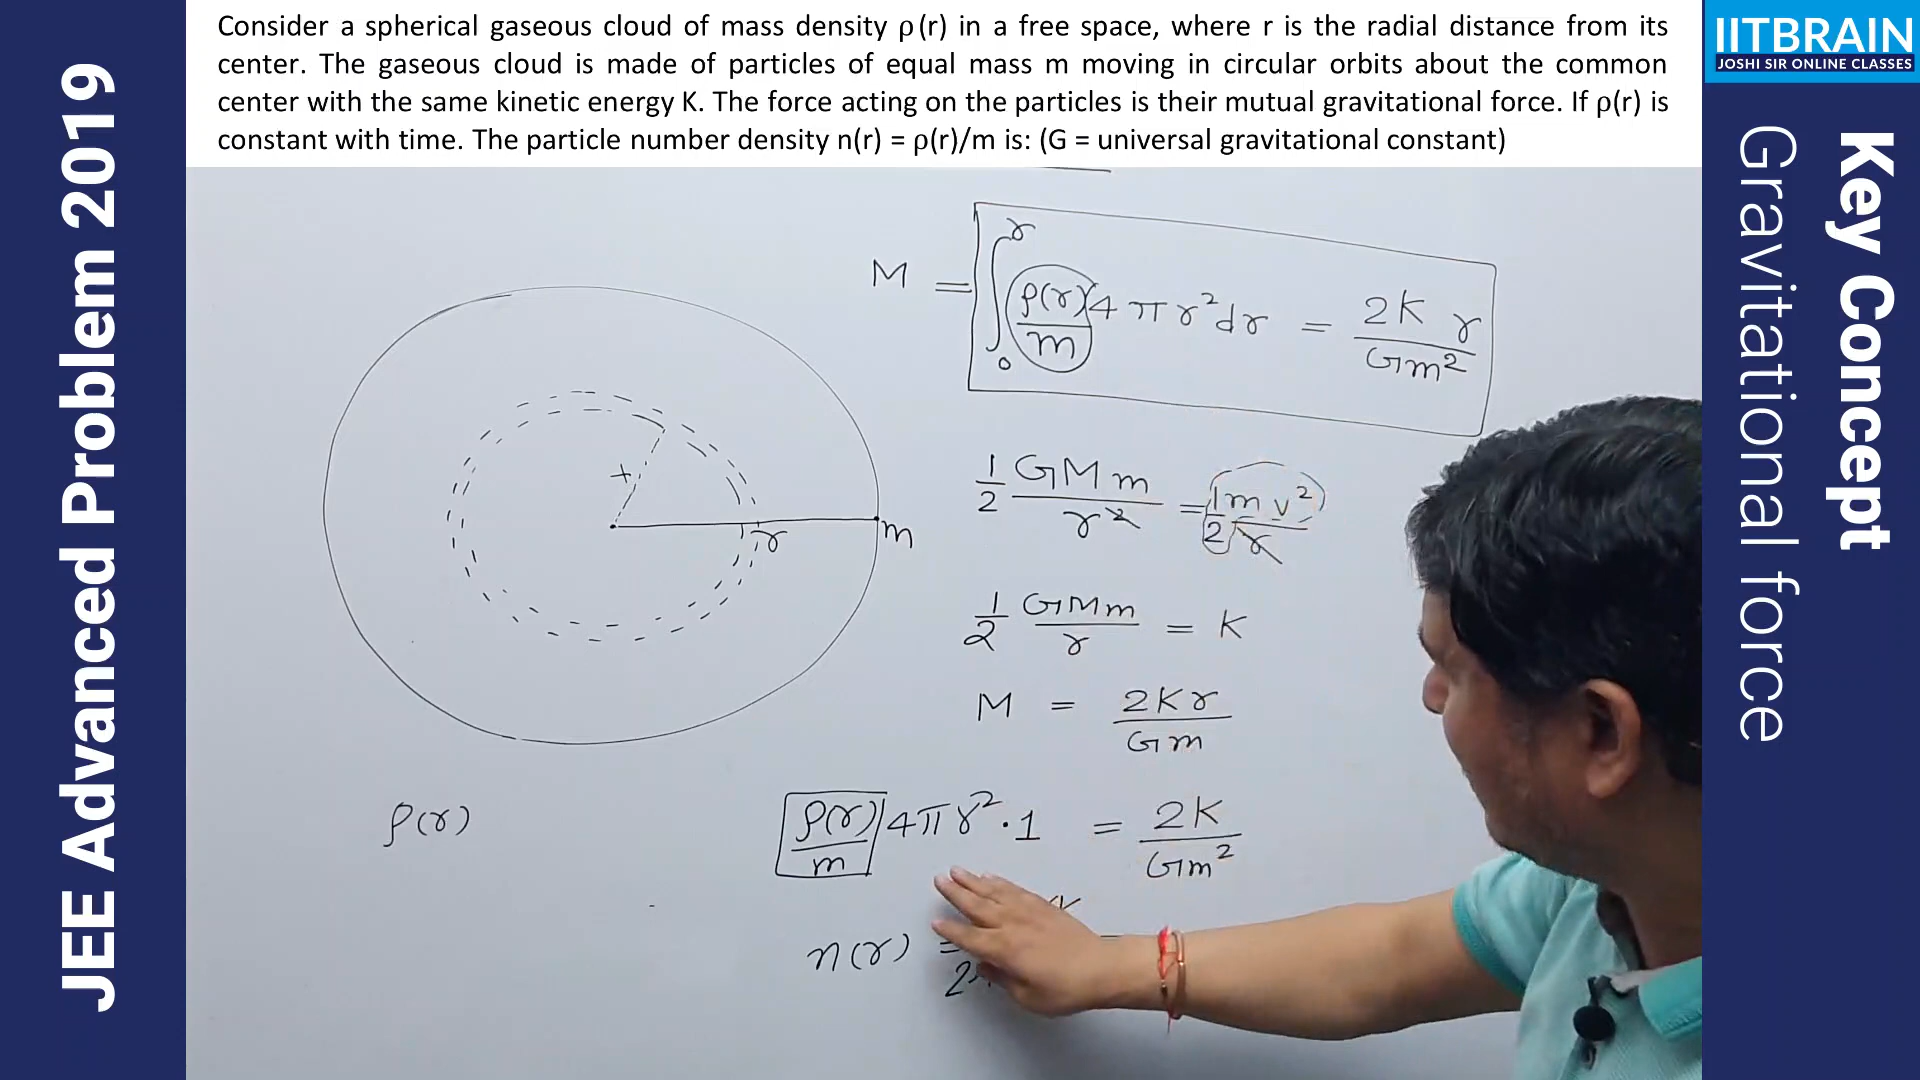 Consider a spherical gaseous cloud of mass density ρ(r) in a free space, where r is the radial distance from its
center. The gaseous cloud is made of particles of equal mass m moving in circular orbits about the common
center with the same kinetic energy K. The force acting on the particles is their mutual gravitational force. If ρ(r) is
constant with time. The particle number density n(r) = ρ(r)/m is: (G = universal gravitational constant)
IITBRAIN
JOSHI SIR ONLINE CLASSES
JEE Advanced Problem 2019
Key Concept
Gravitational force
M = ∫₀^r ρ(r)/m 4πr²dr = 2K/Gm² r
1/2 GMm/r² = 1/2 mv²/r
x
r
m
1/2 GMm/r = K
M = 2Kr/Gm
ρ(r)
ρ(r)/m 4πr²·1 = 2K/Gm²
n(r) =